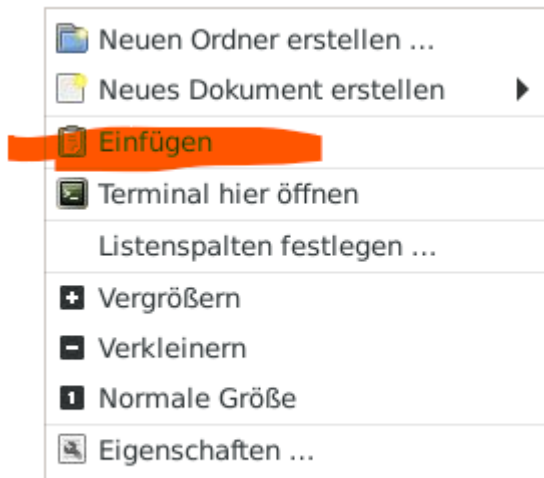 Neuen Ordner erstellen ...
Neues Dokument erstellen
Einfügen
Terminal hier öffnen
Listenspalten festlegen ...
Vergrößern
Verkleinern
Normale Größe
Eigenschaften ...